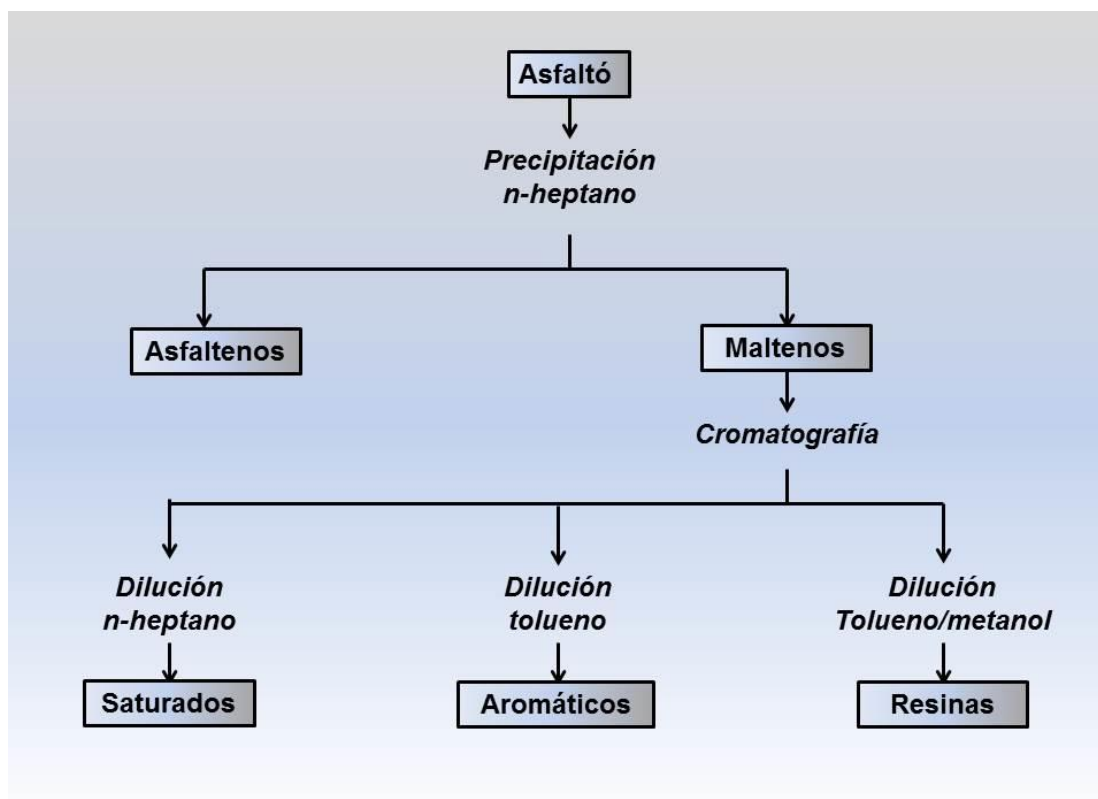 Asfaltó
Precipitación
n-heptano
Asfaltenos
Maltenos
Cromatografía
Dilución
n-heptano
Dilución
tolueno
Dilución
Tolueno/metanol
Saturados
Aromáticos
Resinas